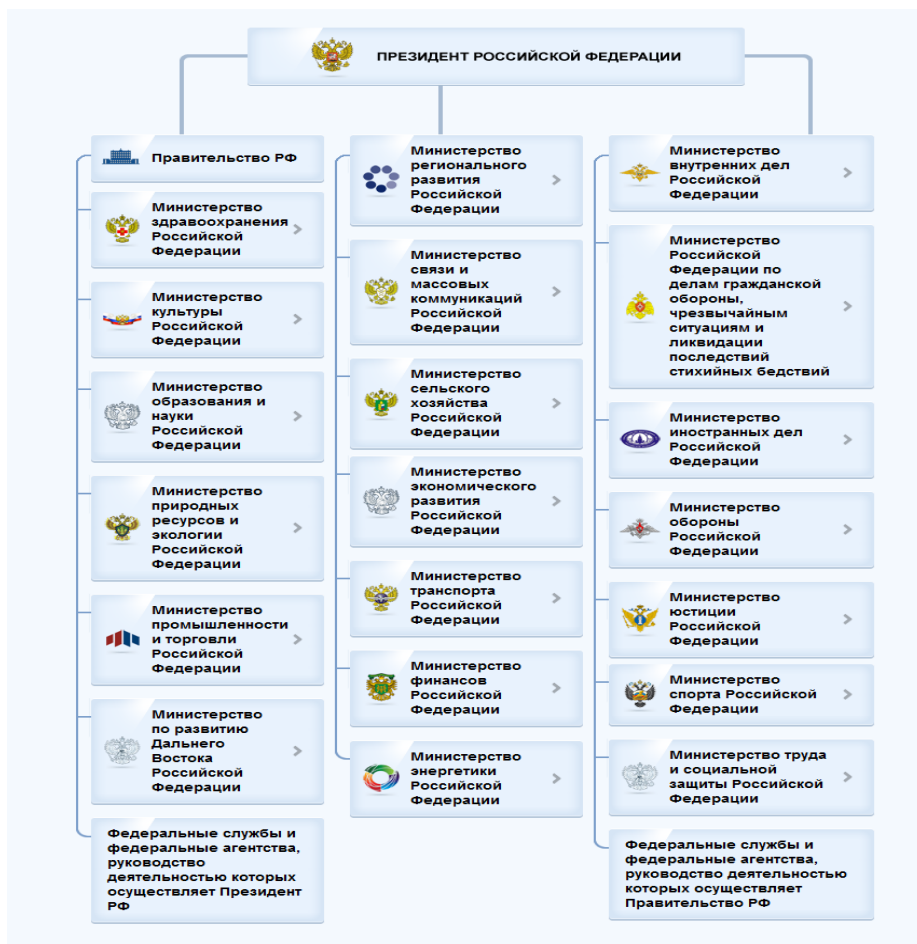 ПРЕЗИДЕНТ РОССИЙСКОЙ ФЕДЕРАЦИИ
Правительство РФ
Министерство
здравоохранения
Российской
Федерации
Министерство
культуры
Российской
Федерации
Министерство
образования и
науки
Российской
Федерации
Министерство
природных
ресурсов и
экологии
Российской
Федерации
Министерство
промышленности
и торговли
Российской
Федерации
Министерство
по развитию
Дальнего
Востока
Российской
Федерации
Федеральные службы и
федеральные агентства,
руководство
деятельностью которых
осуществляет Президент
РФ
Министерство
регионального
развития
Российской
Федерации
Министерство
связи и
массовых
коммуникаций
Российской
Федерации
Министерство
сельского
хозяйства
Российской
Федерации
Министерство
экономического
развития
Российской
Федерации
Министерство
транспорта
Российской
Федерации
Министерство
финансов
Российской
Федерации
Министерство
энергетики
Российской
Федерации
Министерство
внутренних дел
Российской
Федерации
Министерство
Российской
Федерации по
делам гражданской
обороны,
чрезвычайным
ситуациям и
ликвидации
последствий
стихийных бедствий
Министерство
иностранных дел
Российской
Федерации
Министерство
обороны
Российской
Федерации
Министерство
юстиции
Российской
Федерации
Министерство
спорта Российской
Федерации
Министерство труда
и социальной
защиты Российской
Федерации
Федеральные службы и
федеральные агентства,
руководство деятельностью
которых осуществляет
Правительство РФ